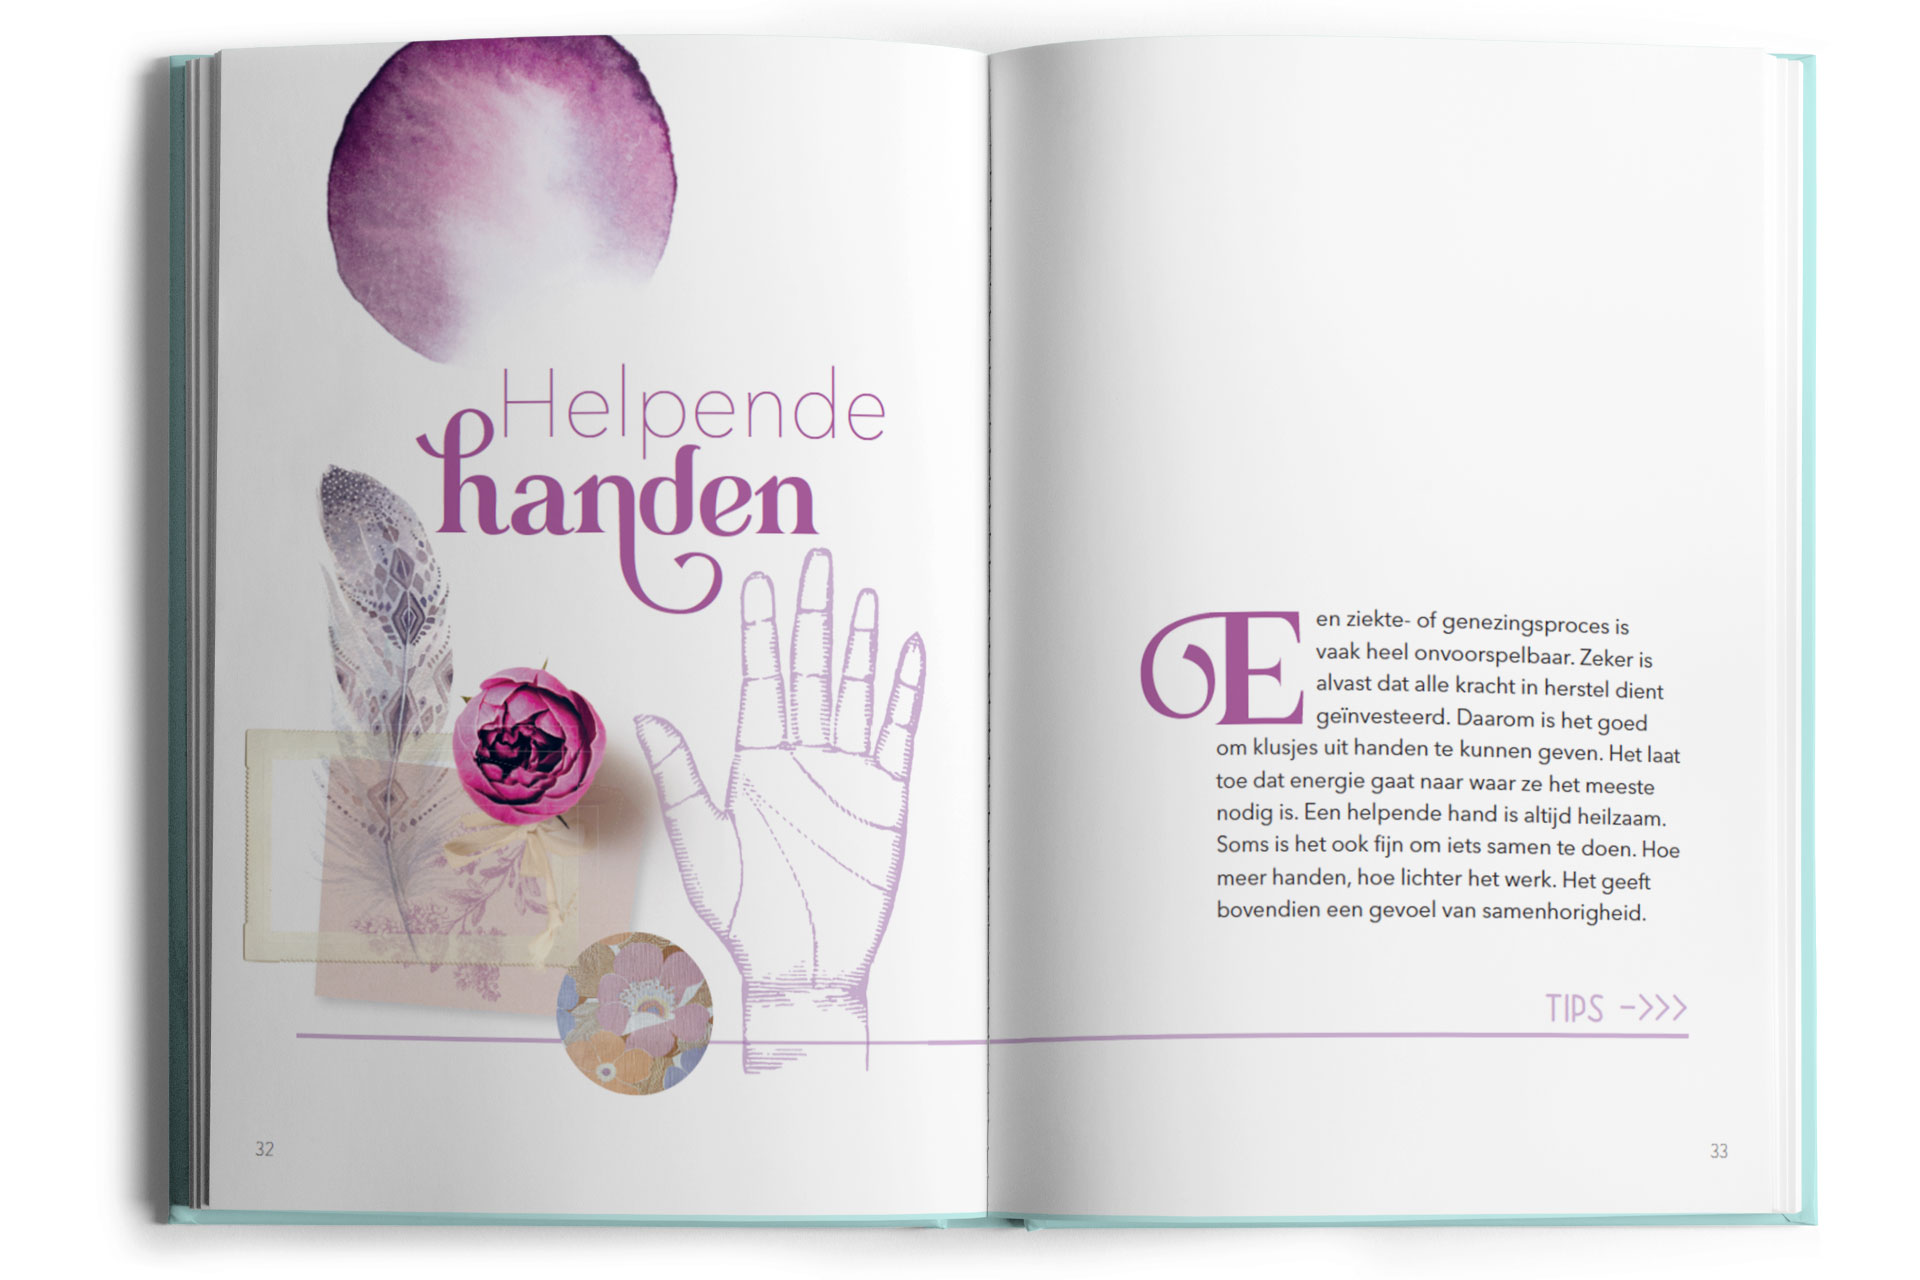 Helpende
handen
32
Een ziekte- of genezingsproces is
vaak heel onvoorspelbaar. Zeker is
alvast dat alle kracht in herstel dient
geïnvesteerd. Daarom is het goed
om klusjes uit handen te kunnen geven. Het laat
toe dat energie gaat naar waar ze het meeste
nodig is. Een helpende hand is altijd heilzaam.
Soms is het ook fijn om iets samen te doen. Hoe
meer handen, hoe lichter het werk. Het geeft
bovendien een gevoel van samenhorigheid.
TIPS ->>>
33